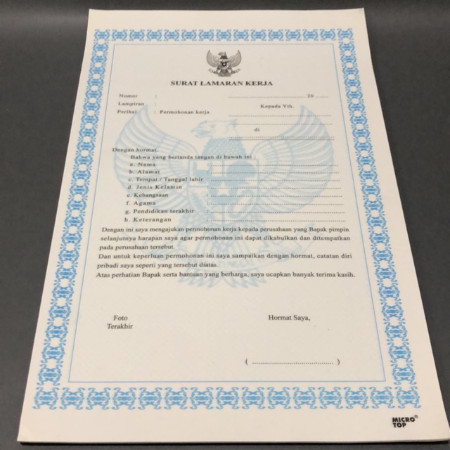 SURAT LAMARAN KERJA
Nomor :
20
Lampiran :
Kepada Yth,
Perihal : Permohonan kerja
di
Dengan hormat,
Bahwa yang bertanda tangan di bawah ini :
a. Nama
b. Alamat
c. Tempat / Tanggal lahir
d. Jenis Kelamin
e. Kebangsaan
f. Agama
g. Pendidikan terakhir
h. Keterangan
Dengan ini saya mengajukan permohonan kerja kepada perusahaan yang Bapak pimpin
selanjutnya harapan saya agar permohonan ini dapat dikabulkan dan ditempatkan
pada perusahaan tersebut.
Dan untuk keperluan permohonan ini saya sampaikan dengan hormat, catatan diri
pribadi saya seperti yang tersebut diatas.
Atas perhatian Bapak serta bantuan yang berharga, saya ucapkan banyak terima kasih.
Foto
Terakhir
Hormat Saya,
(..............................)
MICRO
TOP